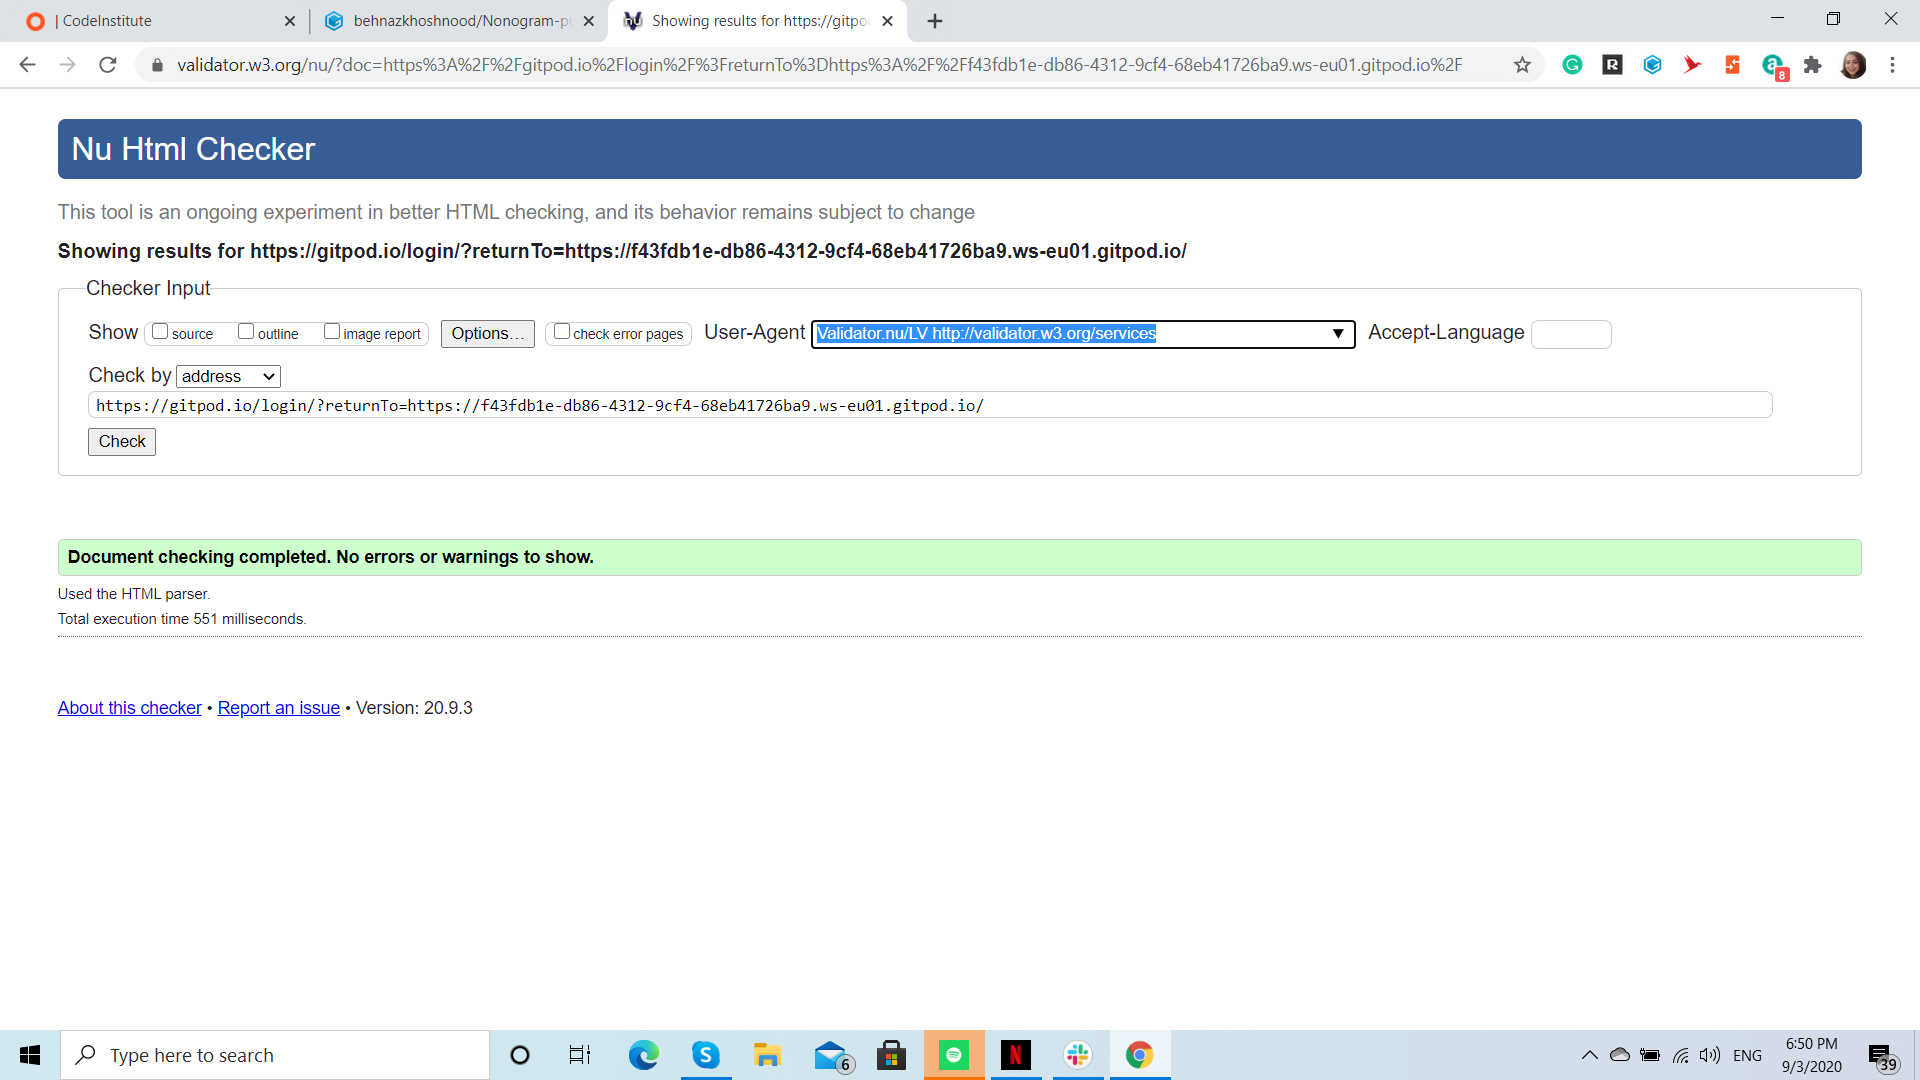 | CodeInstitute
behnazkhoshnood/Nonogram-p
Showing results for https://gitpo
validator.w3.org/nu/?doc=https%3A%2F%2Fgitpod.io%2Flogin%2F%3FreturnTo%3Dhttps%3A%2F%2Ff43fdb1e-db86-4312-9cf4-68eb41726ba9.ws-eu01.gitpod.io%2F
8
Nu Html Checker
This tool is an ongoing experiment in better HTML checking, and its behavior remains subject to change
Showing results for https://gitpod.io/login/?returnTo=https://f43fdb1e-db86-4312-9cf4-68eb41726ba9.ws-eu01.gitpod.io/
Checker Input
Show source outline image report Options... check error pages User-Agent Validator.nu/LV http://validator.w3.org/services Accept-Language
Check by address
https://gitpod.io/login/?returnTo=https://f43fdb1e-db86-4312-9cf4-68eb41726ba9.ws-eu01.gitpod.io/
Check
Document checking completed. No errors or warnings to show.
Used the HTML parser.
Total execution time 551 milliseconds.
About this checker • Report an issue • Version: 20.9.3
Type here to search
6
ENG
6:50 PM
9/3/2020
39